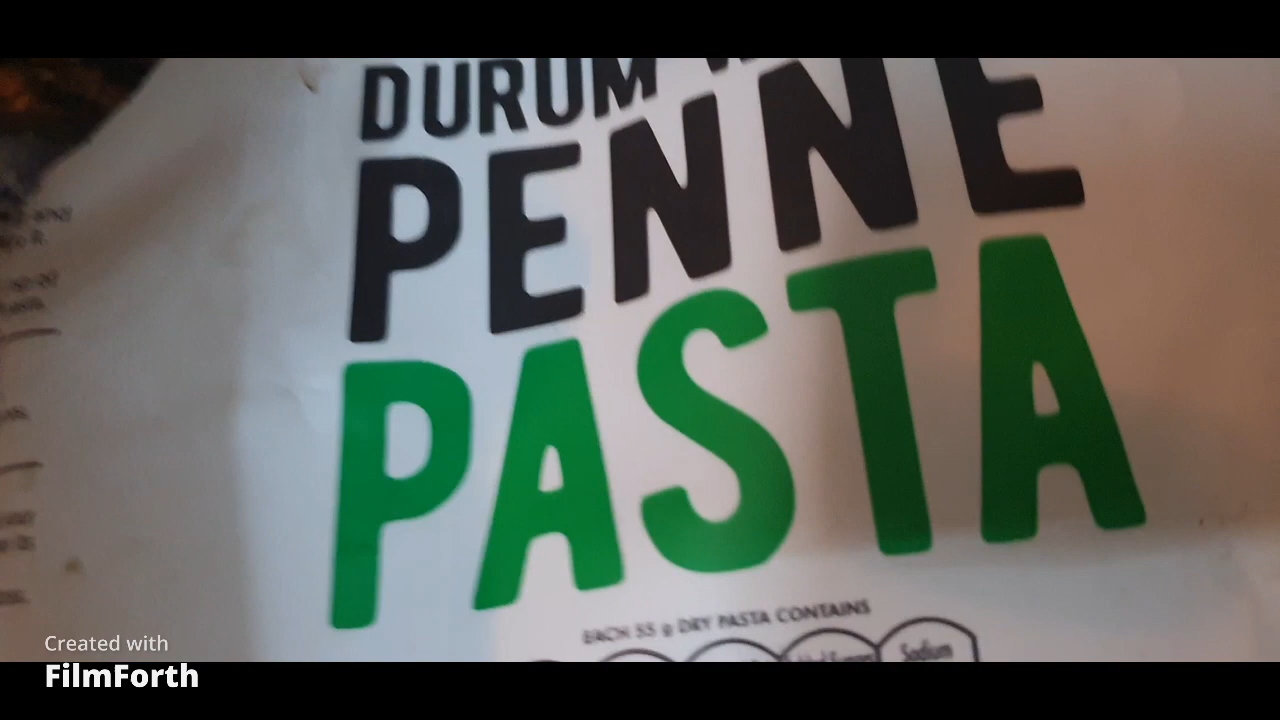 DURUM
PENNE
PASTA
EACH 55 g DRY PASTA CONTAINS
Sodium
Created with
FilmForth